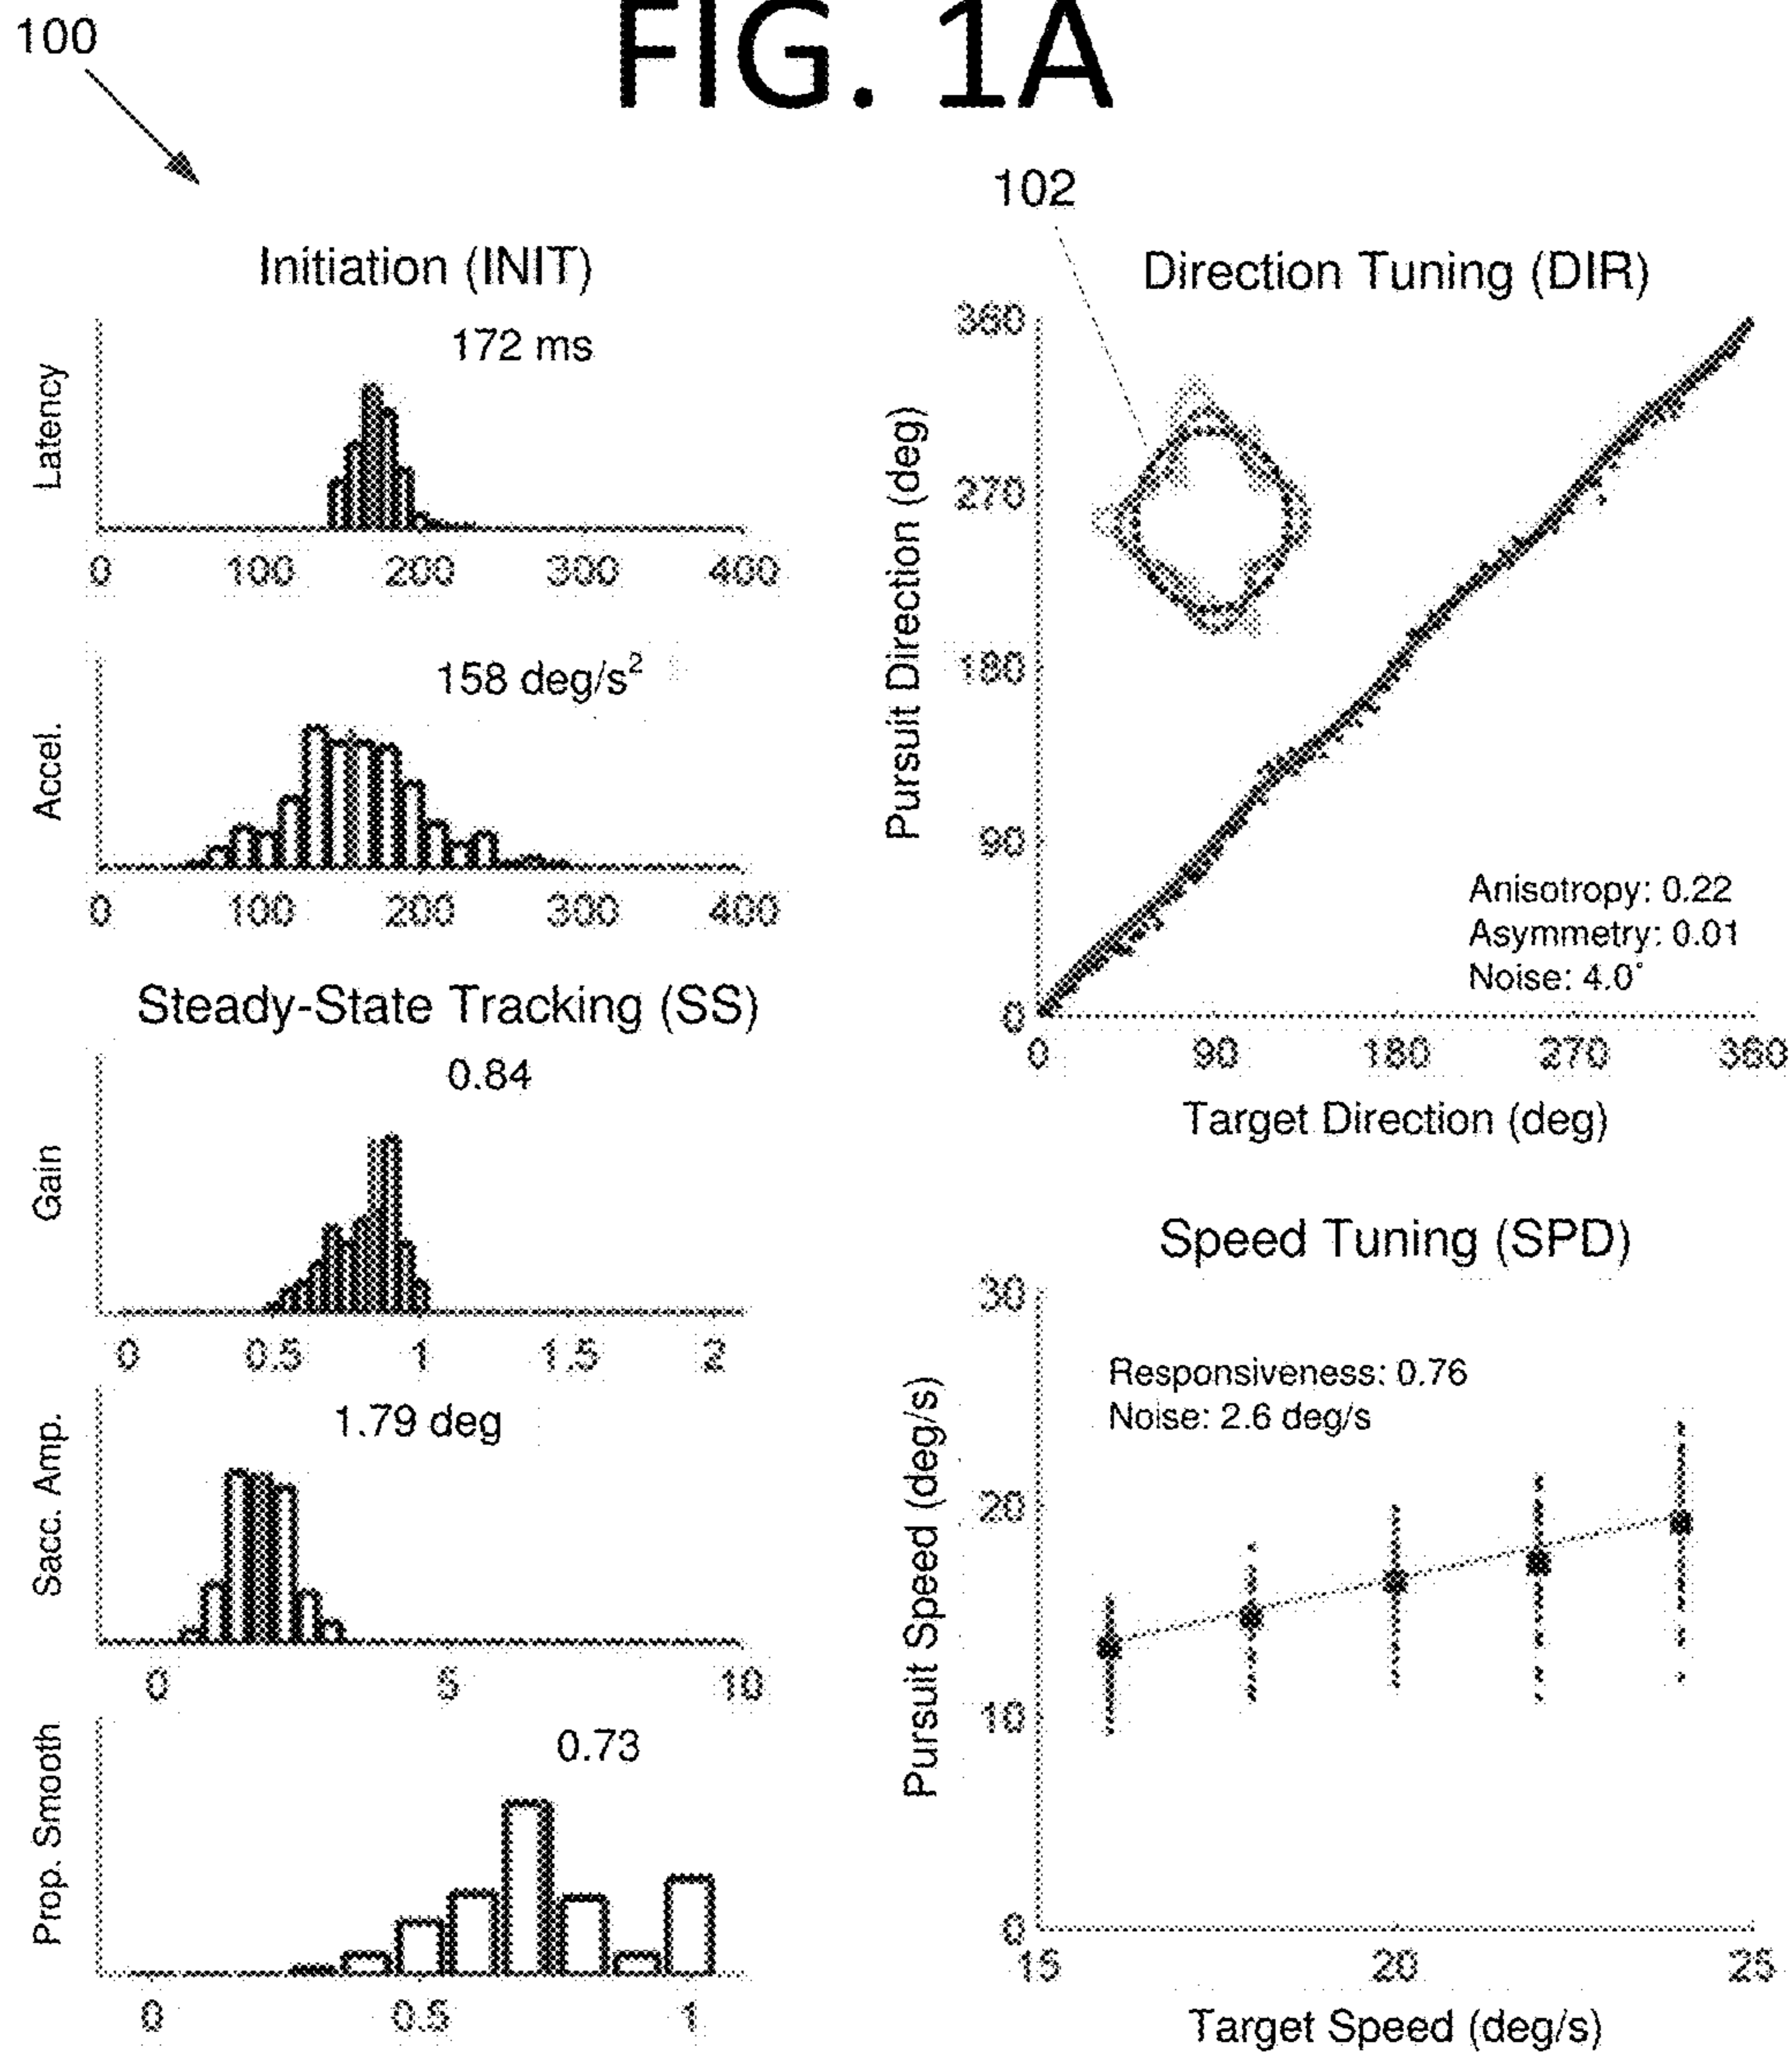 FIG. 1A
100
102
Initiation (INIT)
172 ms
Latency
0 100 200 300 400
158 deg/s²
Accel.
0 100 200 300 400
Steady-State Tracking (SS)
0.84
Gain
0 0.5 1 1.5 2
1.79 deg
Sacc. Amp.
0 5 10
0.73
Prop. Smooth
0 0.5 1
Direction Tuning (DIR)
360
270
180
90
0
Pursuit Direction (deg)
Anisotropy: 0.22
Asymmetry: 0.01
Noise: 4.0°
0 90 180 270 360
Target Direction (deg)
Speed Tuning (SPD)
30
20
10
0
Pursuit Speed (deg/s)
Responsiveness: 0.76
Noise: 2.6 deg/s
15 20 25
Target Speed (deg/s)